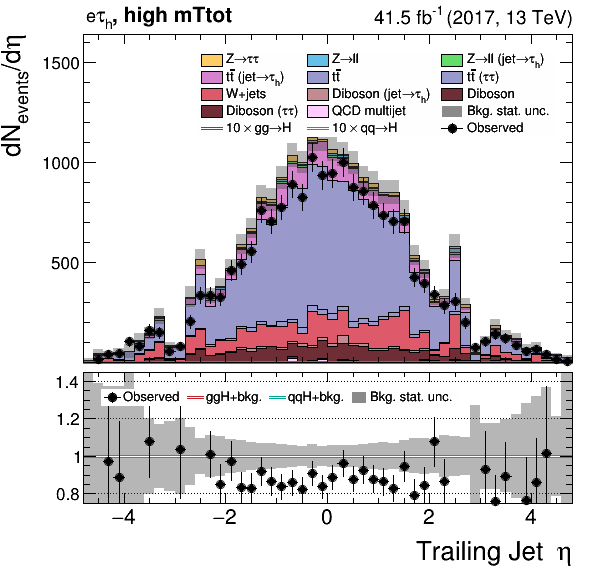 eτh, high mTtot 41.5 fb⁻¹ (2017, 13 TeV)
dNevents/dη
Z→ττ Z→ll Z→ll (jet→τh)
tt̄ (jet→τh) tt̄ tt̄ (ττ)
W+jets Diboson (jet→τh) Diboson
Diboson (ττ) QCD multijet Bkg. stat. unc.
10 × gg→H 10 × qq→H Observed
1500
1000
500
1.4
Observed ggH+bkg. qqH+bkg. Bkg. stat. unc.
1.2
1
0.8
−4 −2 0 2 4
Trailing Jet η